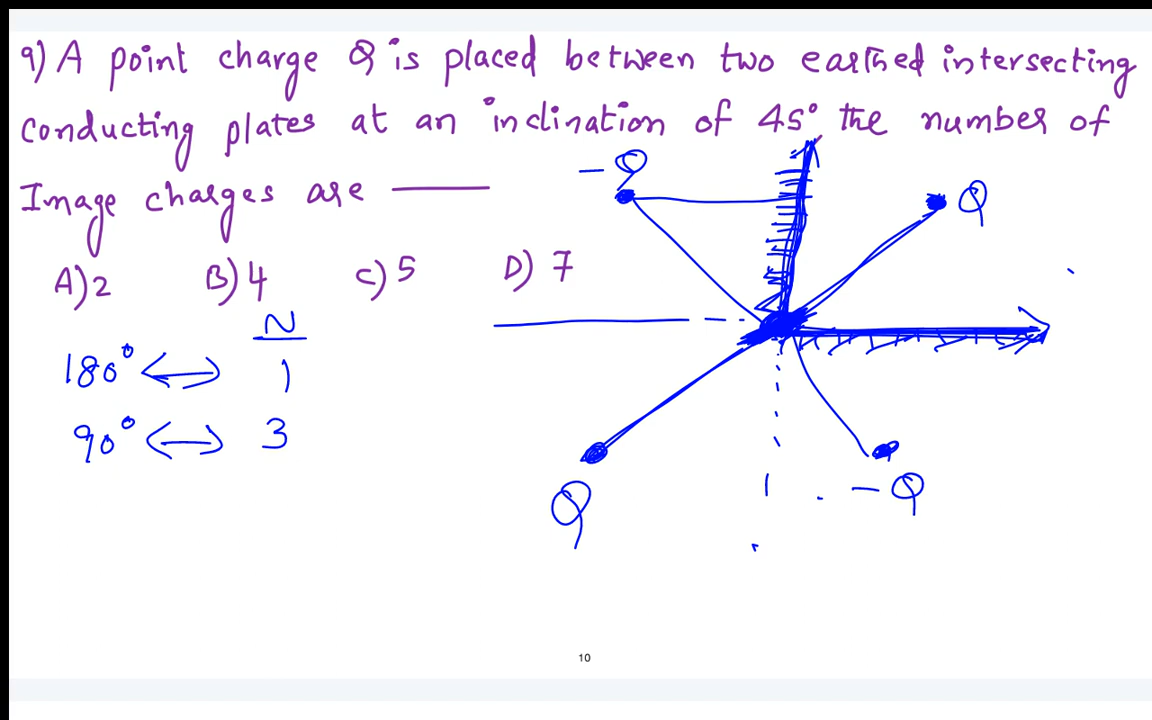 9) A point charge Q is placed between two earthed intersecting
conducting plates at an inclination of 45° the number of
Image charges are ———
A) 2 B) 4 C) 5 D) 7
N
180° ⟷ 1
90° ⟷ 3
-Q
Q
Q
-Q
10